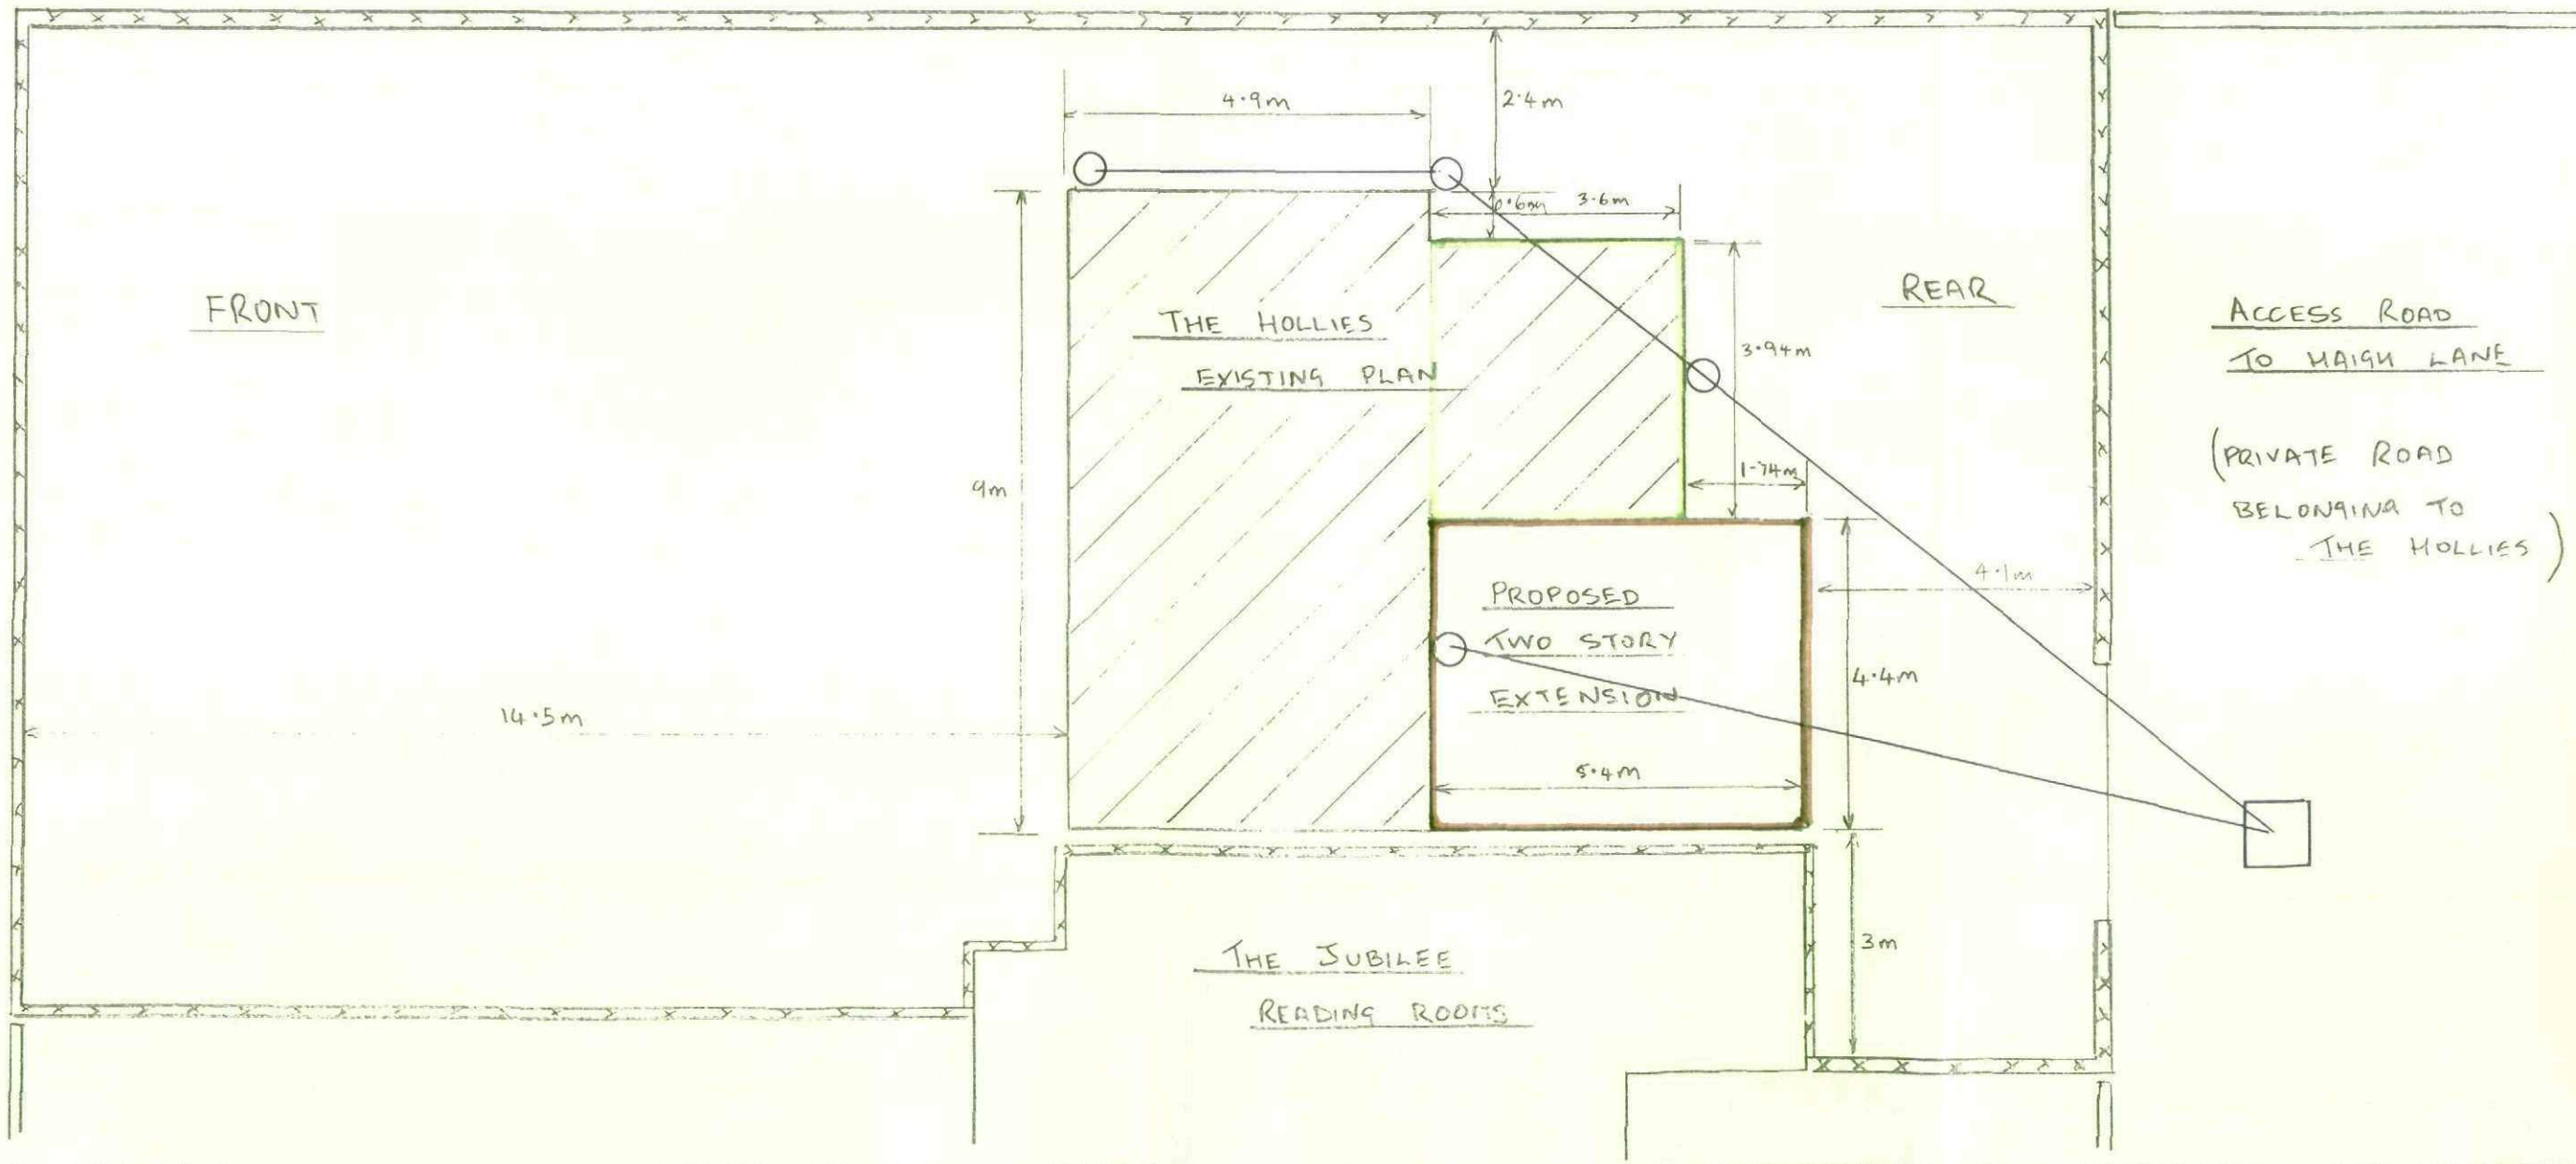 4.9m
2.4m
0.6m
3.6m
FRONT
THE HOLLIES
EXISTING PLAN
REAR
ACCESS ROAD
TO HAIGH LANE
(PRIVATE ROAD
BELONGING TO
THE HOLLIES)
3.94m
1.74m
9m
4.1m
PROPOSED
TWO STORY
EXTENSION
4.4m
14.5m
5.4m
3m
THE JUBILEE
READING ROOMS